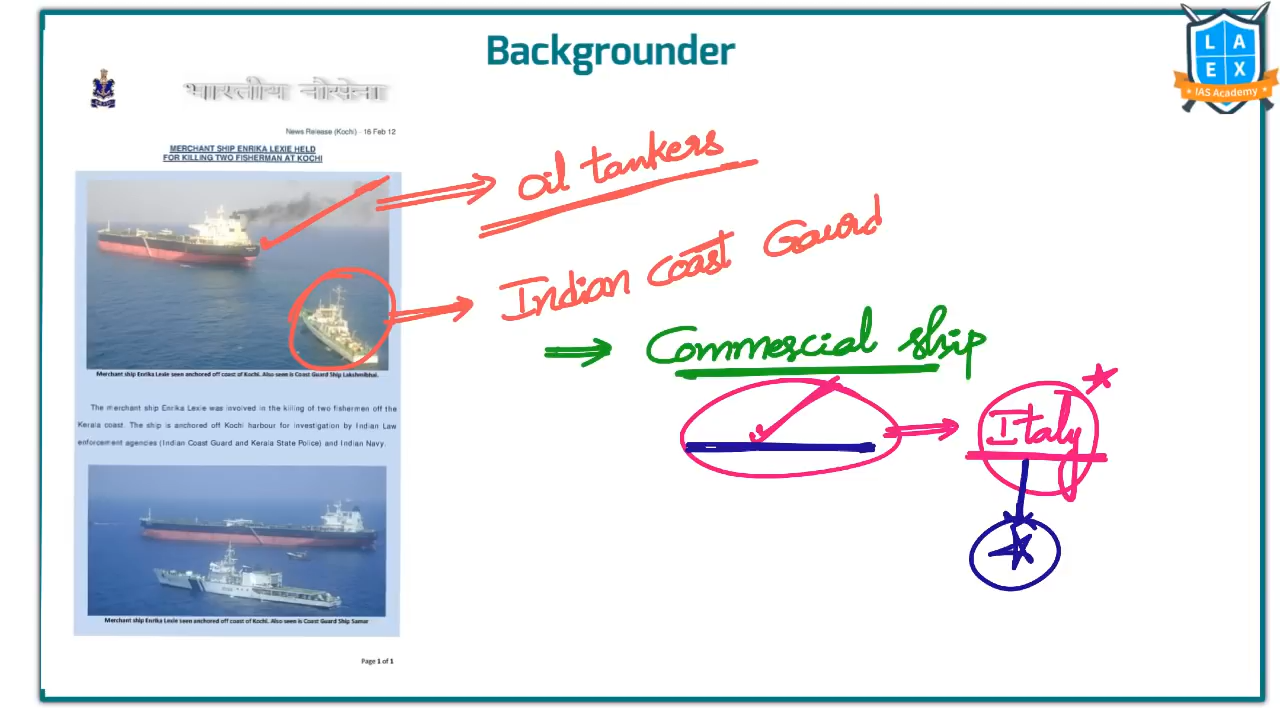 Backgrounder
L A
E X
IAS Academy
भारतीय नौसेना
News Release (Kochi) - 16 Feb 12
MERCHANT SHIP ENRIKA LEXIE HELD
FOR KILLING TWO FISHERMAN AT KOCHI
Oil tankers
Indian Coast Guard
Commercial ship
Italy
Merchant ship Enrika Lexie seen anchored off coast of Kochi. Also seen is Coast Guard Ship Lakshmibhai.
The merchant ship Enrika Lexie was involved in the killing of two fishermen off the
Kerala coast. The ship is anchored off Kochi harbour for investigation by Indian Law
enforcement agencies (Indian Coast Guard and Kerala State Police) and Indian Navy.
Merchant ship Enrika Lexie seen anchored off coast of Kochi. Also seen is Coast Guard Ship Samar
Page 1 of 1